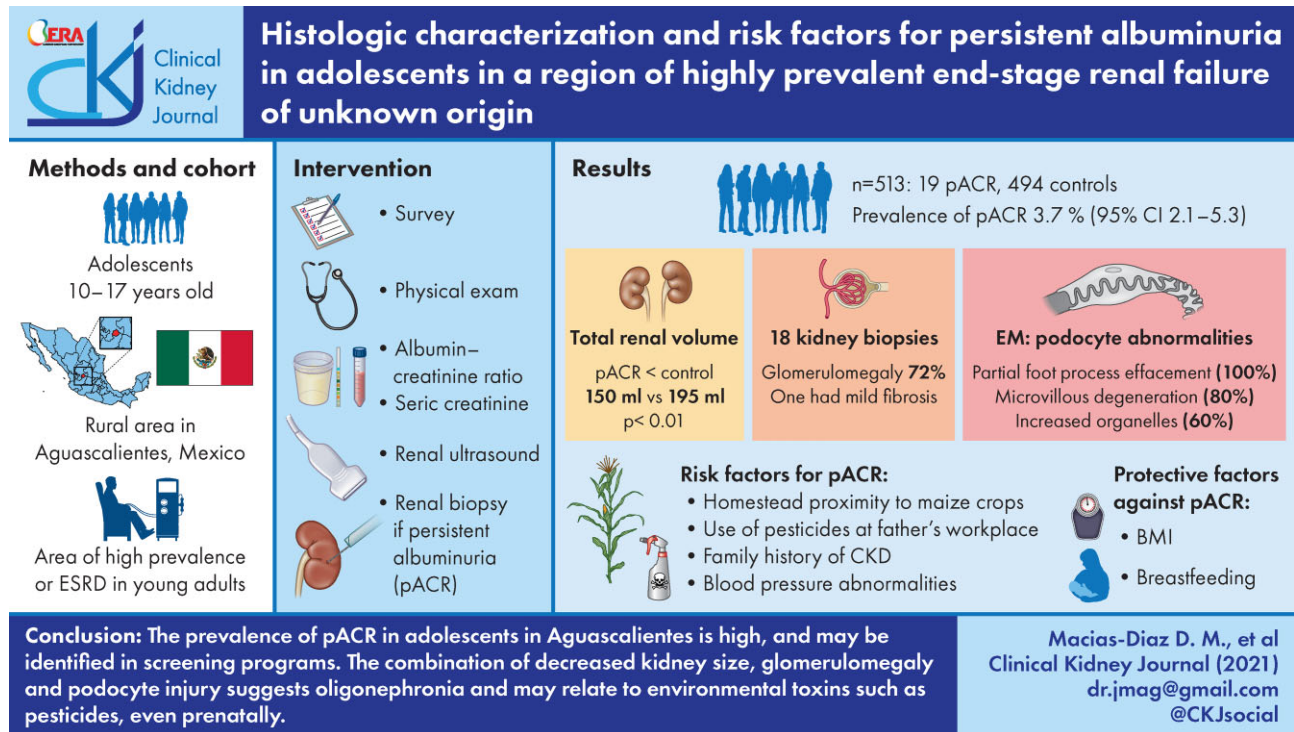 ERA
CKJ
Clinical
Kidney
Journal
Histologic characterization and risk factors for persistent albuminuria
in adolescents in a region of highly prevalent end-stage renal failure
of unknown origin
Methods and cohort
Adolescents
10–17 years old
Rural area in
Aguascalientes, Mexico
Area of high prevalence
or ESRD in young adults
Intervention
• Survey
• Physical exam
• Albumin–
creatinine ratio
• Seric creatinine
• Renal ultrasound
• Renal biopsy
if persistent
albuminuria
(pACR)
Results
n=513: 19 pACR, 494 controls
Prevalence of pACR 3.7 % (95% CI 2.1–5.3)
Total renal volume
pACR < control
150 ml vs 195 ml
p< 0.01
18 kidney biopsies
Glomerulomegaly 72%
One had mild fibrosis
EM: podocyte abnormalities
Partial foot process effacement (100%)
Microvillous degeneration (80%)
Increased organelles (60%)
Risk factors for pACR:
• Homestead proximity to maize crops
• Use of pesticides at father's workplace
• Family history of CKD
• Blood pressure abnormalities
Protective factors
against pACR:
• BMI
• Breastfeeding
Conclusion: The prevalence of pACR in adolescents in Aguascalientes is high, and may be
identified in screening programs. The combination of decreased kidney size, glomerulomegaly
and podocyte injury suggests oligonephronia and may relate to environmental toxins such as
pesticides, even prenatally.
Macias-Diaz D. M., et al
Clinical Kidney Journal (2021)
dr.jmag@gmail.com
@CKJsocial